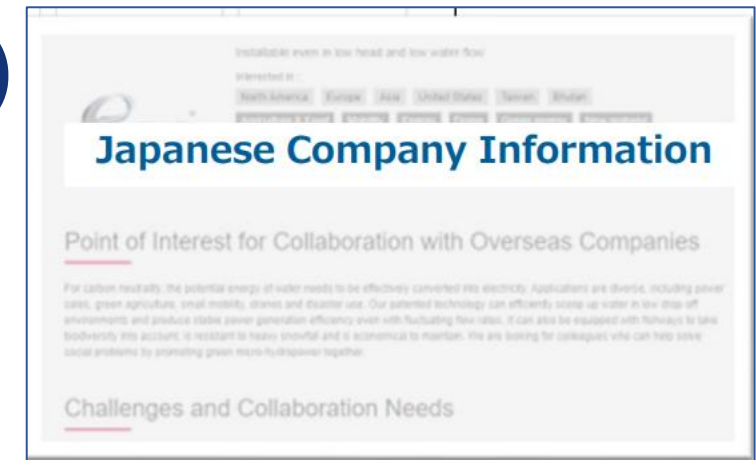 Installable even in low head and low water flow
Interested in :
North America Europe Asia United States Taiwan Bhutan
Japanese Company Information
Point of Interest for Collaboration with Overseas Companies
For carbon neutrality, the potential energy of water needs to be effectively converted into electricity. Applications are diverse, including power
sales, green agriculture, small mobility, drones and disaster use. Our patented technology can efficiently scoop up water in low drop-off
environments and produce stable power generation efficiency even with fluctuating flow rates. It can also be equipped with fishways to take
biodiversity into account, is resistant to heavy snowfall and is economical to maintain. We are looking for colleagues who can help solve
social problems by promoting green micro-hydropower together.
Challenges and Collaboration Needs